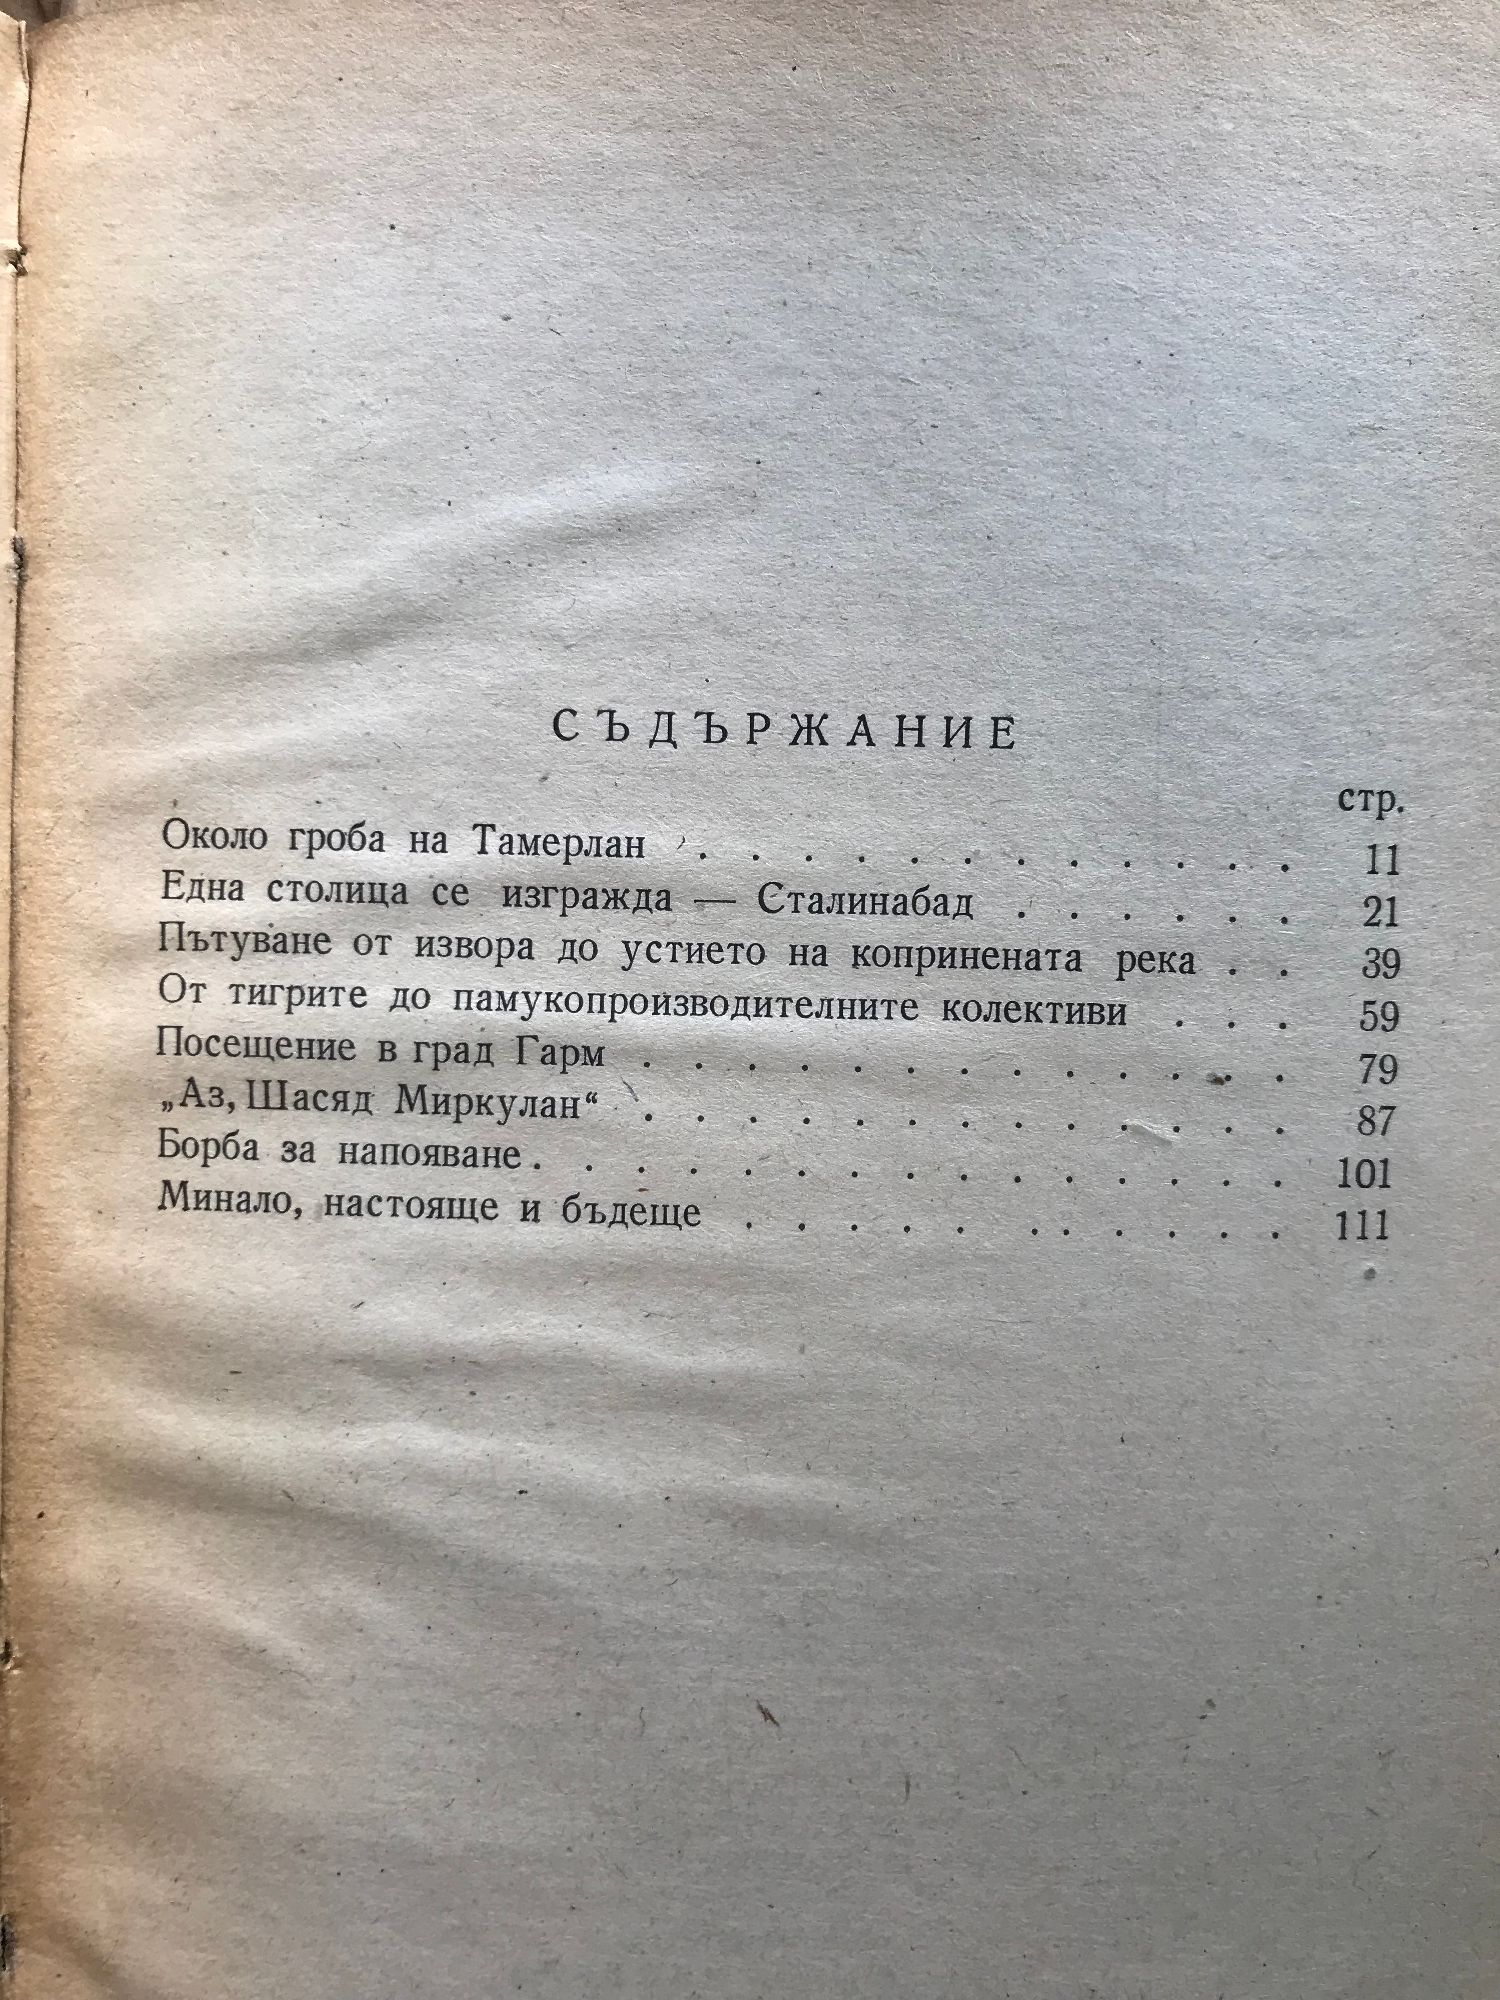 СЪДЪРЖАНИЕ
стр.
Около гроба на Тамерлан . . . . . . . . . . . . 11
Една столица се изгражда — Сталинабад . . . . . . 21
Пътуване от извора до устието на копринената река . . 39
От тигрите до памукопроизводителните колективи . . . 59
Посещение в град Гарм . . . . . . . . . . . . . 79
„Аз, Шасяд Миркулан“ . . . . . . . . . . . . . 87
Борба за напояване . . . . . . . . . . . . . . . 101
Минало, настояще и бъдеще . . . . . . . . . . . 111